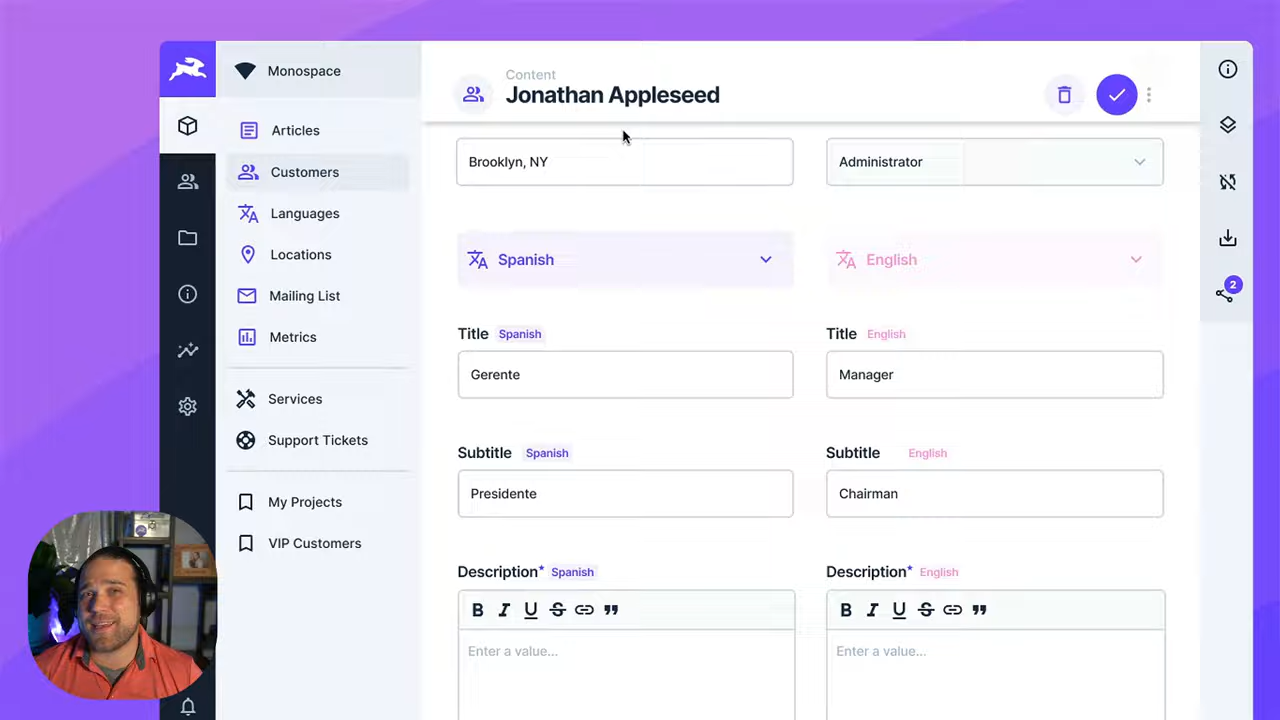 Monospace
Articles
Customers
Languages
Locations
Mailing List
Metrics
Services
Support Tickets
My Projects
VIP Customers
Content
Jonathan Appleseed
Brooklyn, NY
Administrator
Spanish
English
Title Spanish
Title English
Gerente
Manager
Subtitle Spanish
Subtitle English
Presidente
Chairman
Description* Spanish
Description* English
B I U S
B I U S
Enter a value...
Enter a value...
2